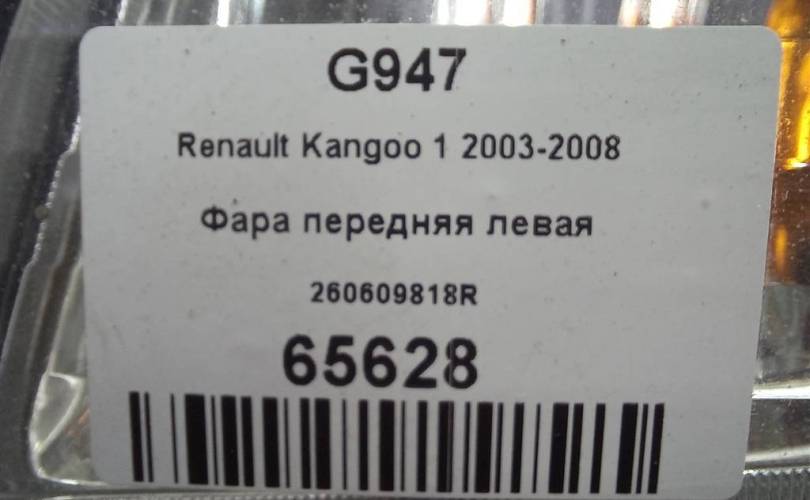 G947
Renault Kangoo 1 2003-2008
Фара передняя левая
260609818R
65628